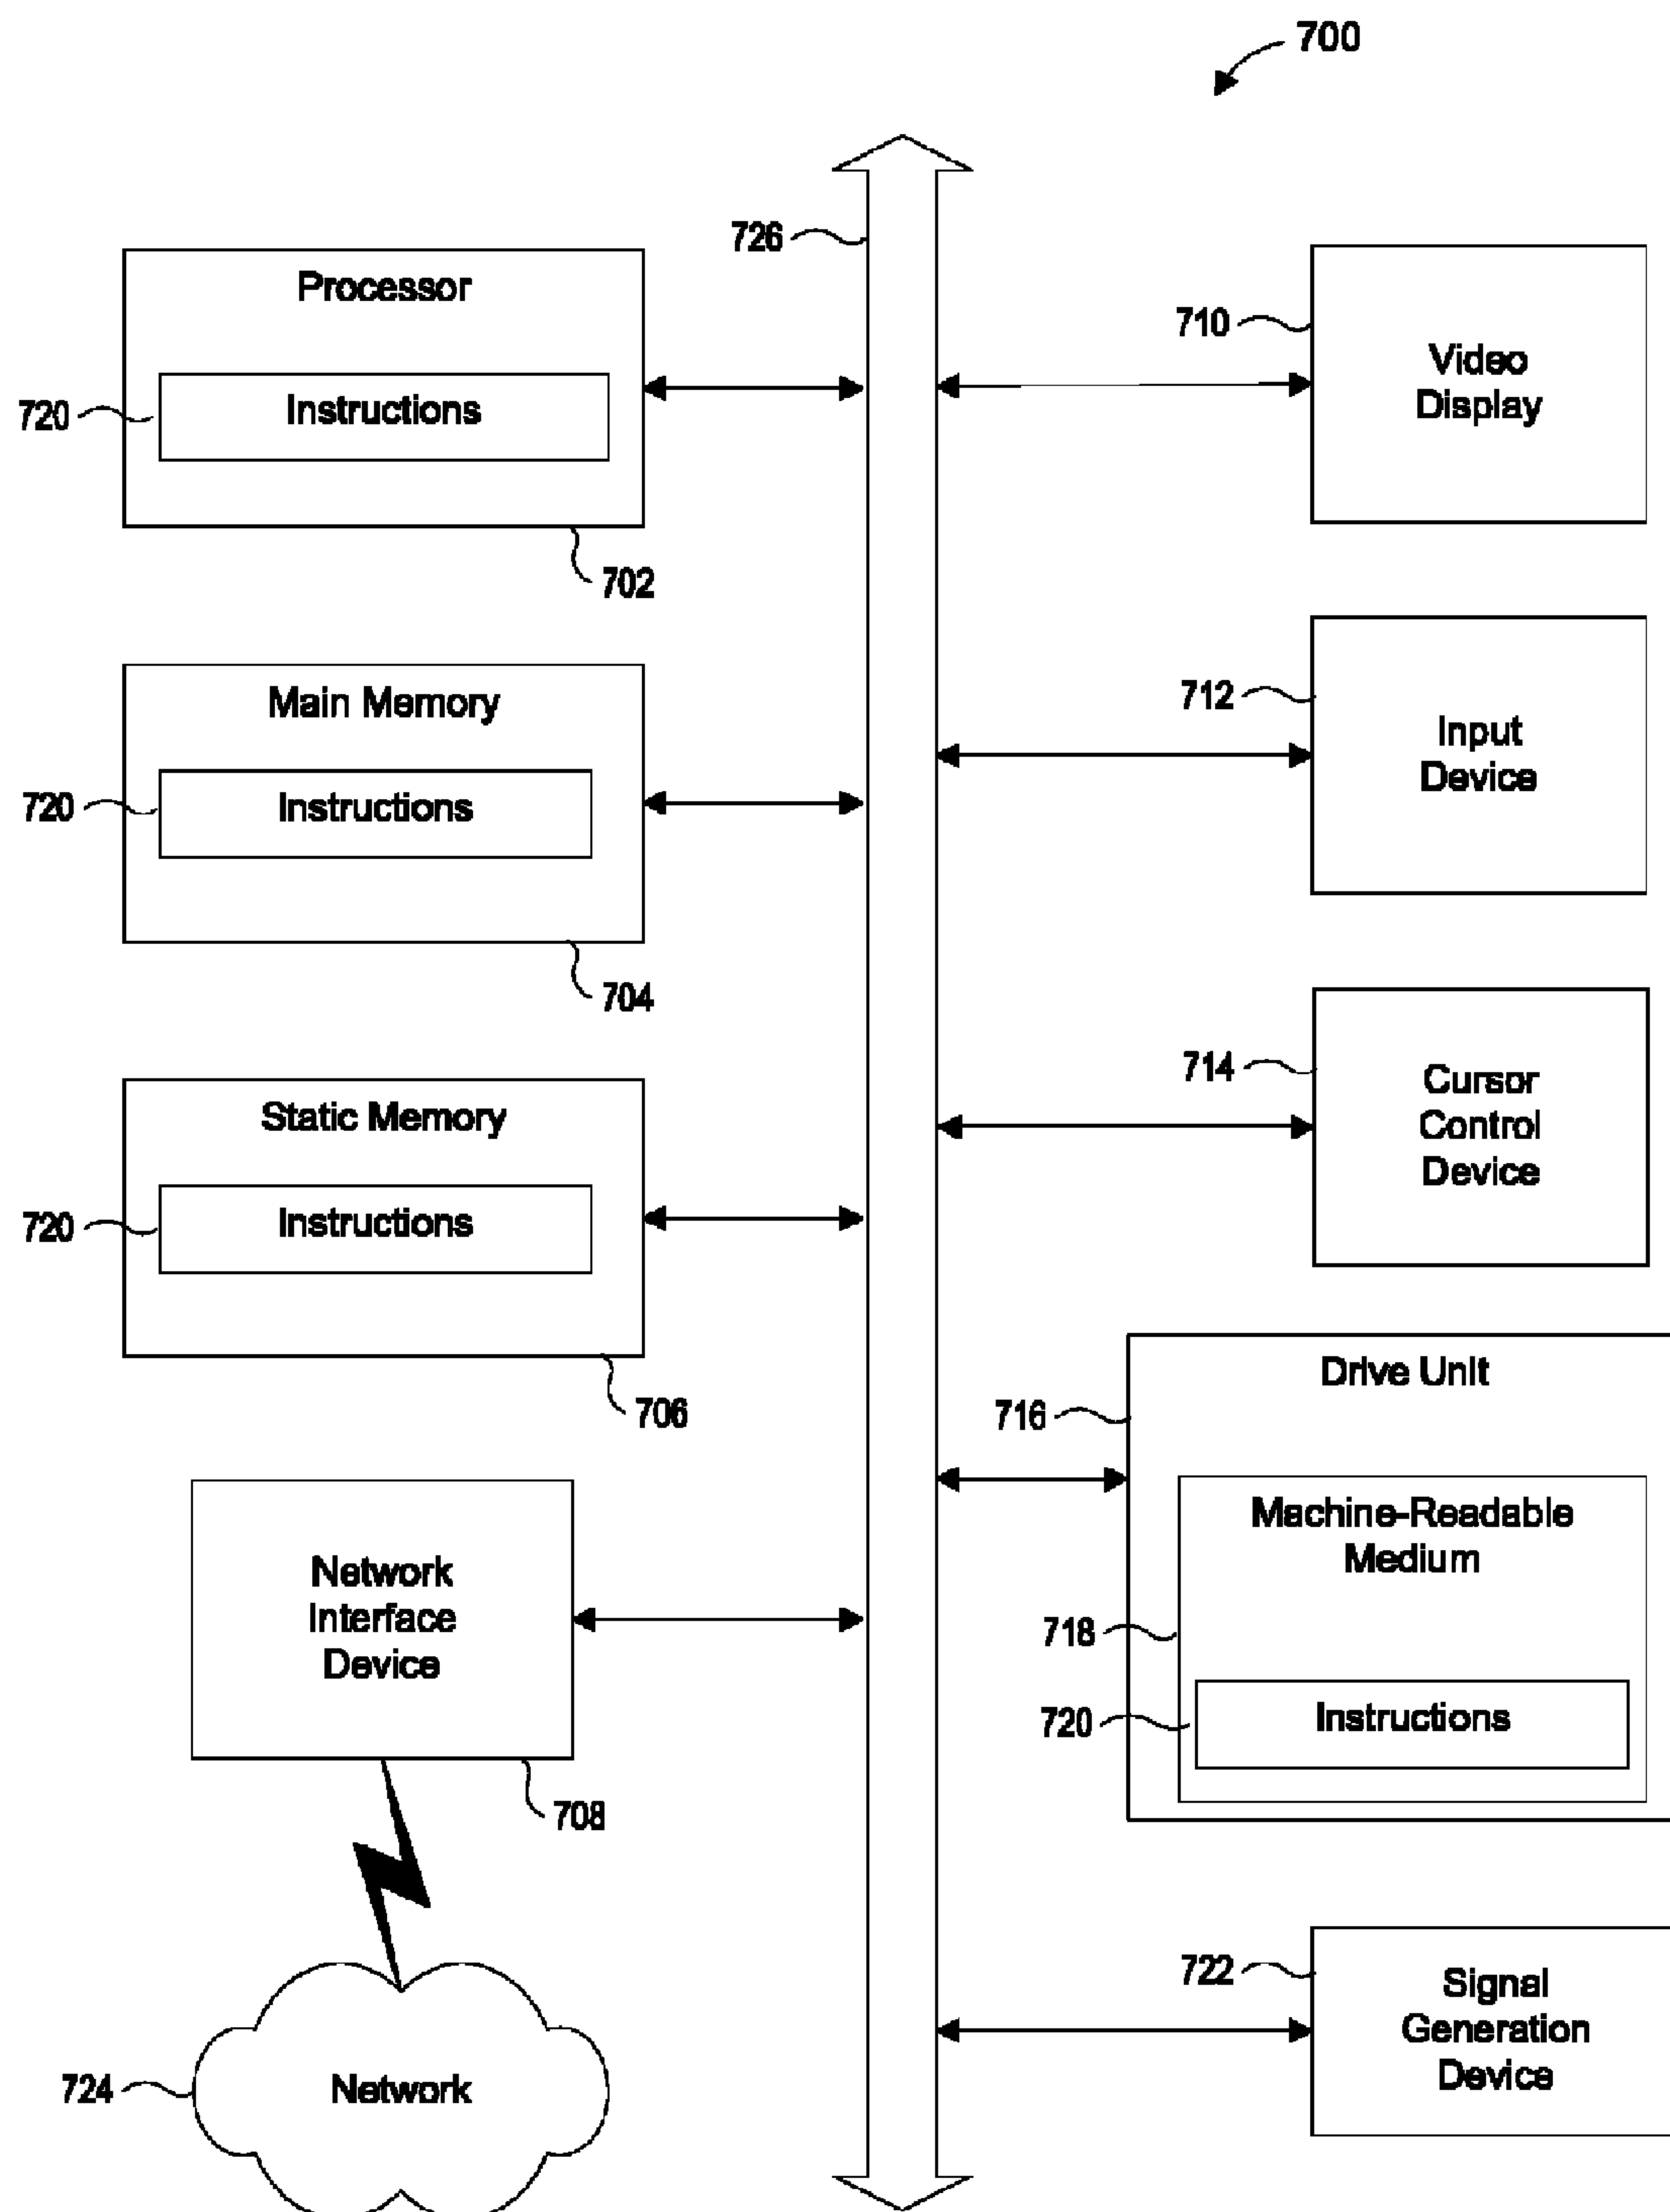 700
726
Processor
720
Instructions
702
Main Memory
720
Instructions
704
Static Memory
720
Instructions
706
Network
Interface
Device
708
724
Network
710
Video
Display
712
Input
Device
714
Cursor
Control
Device
Drive Unit
716
Machine-Readable
Medium
718
720
Instructions
722
Signal
Generation
Device